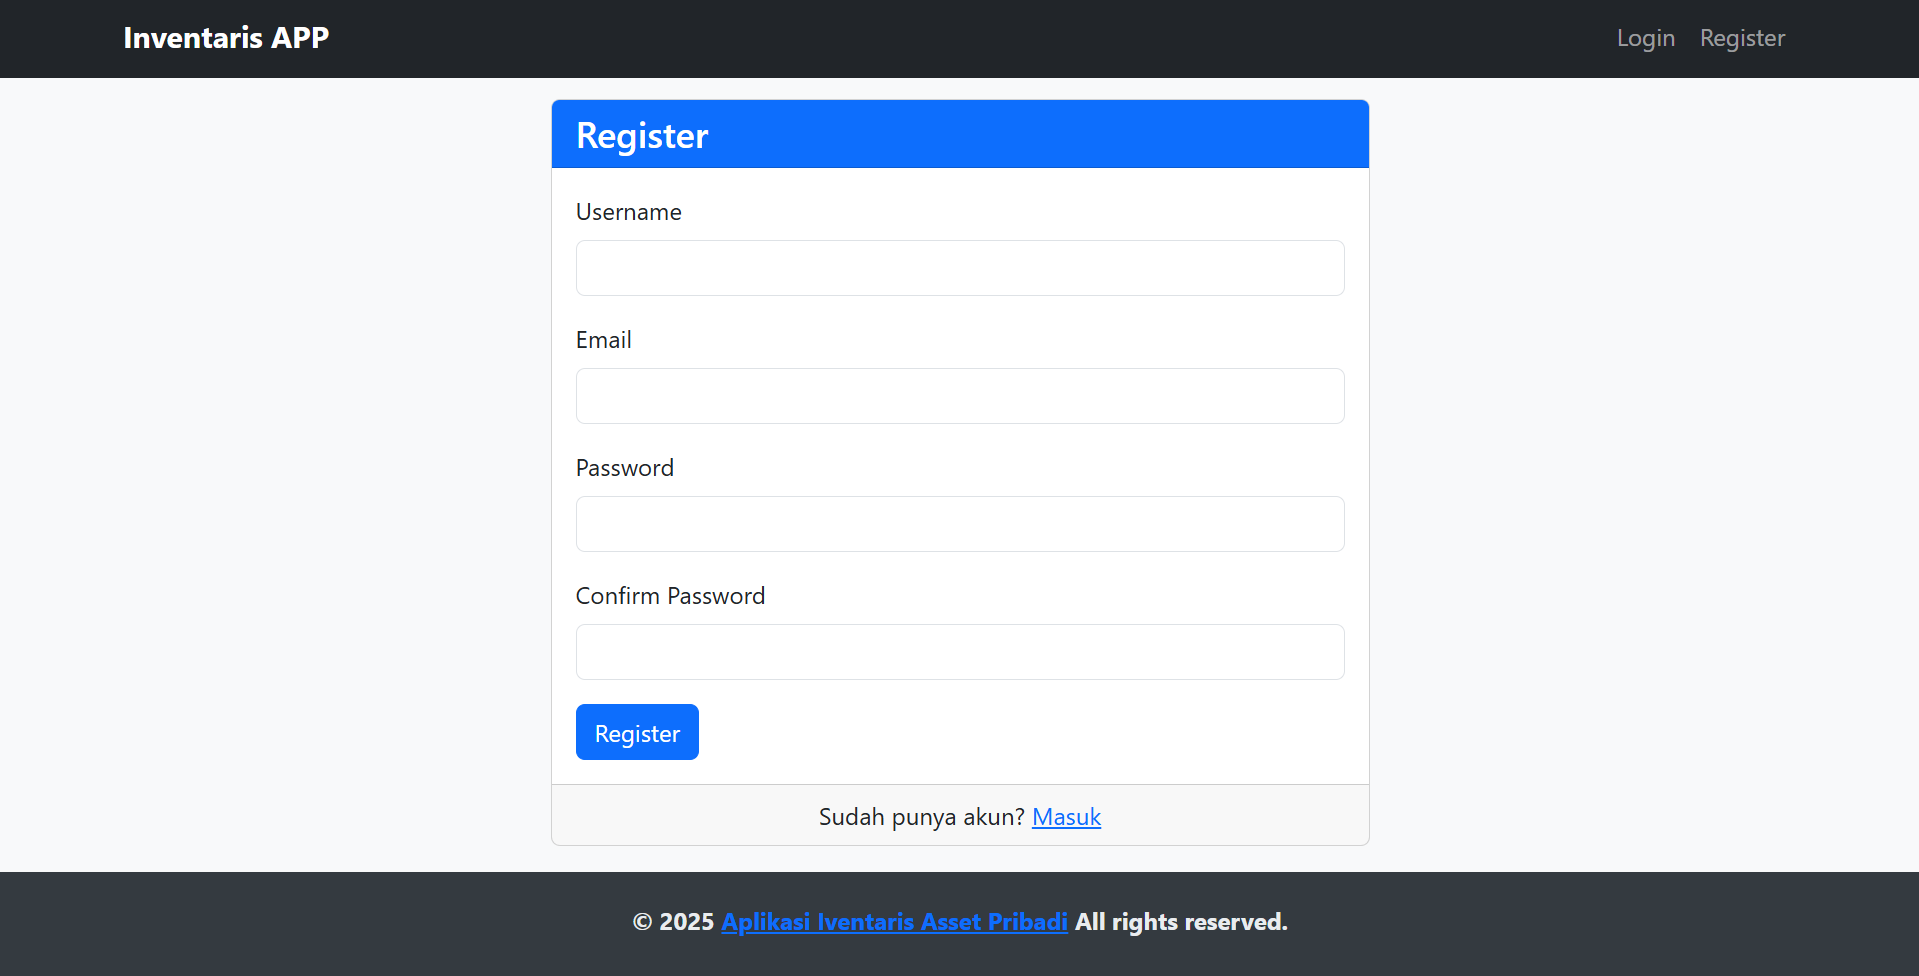 Inventaris APP
Login Register
Register
Username
Email
Password
Confirm Password
Register
Sudah punya akun? Masuk
© 2025 Aplikasi Iventaris Asset Pribadi All rights reserved.